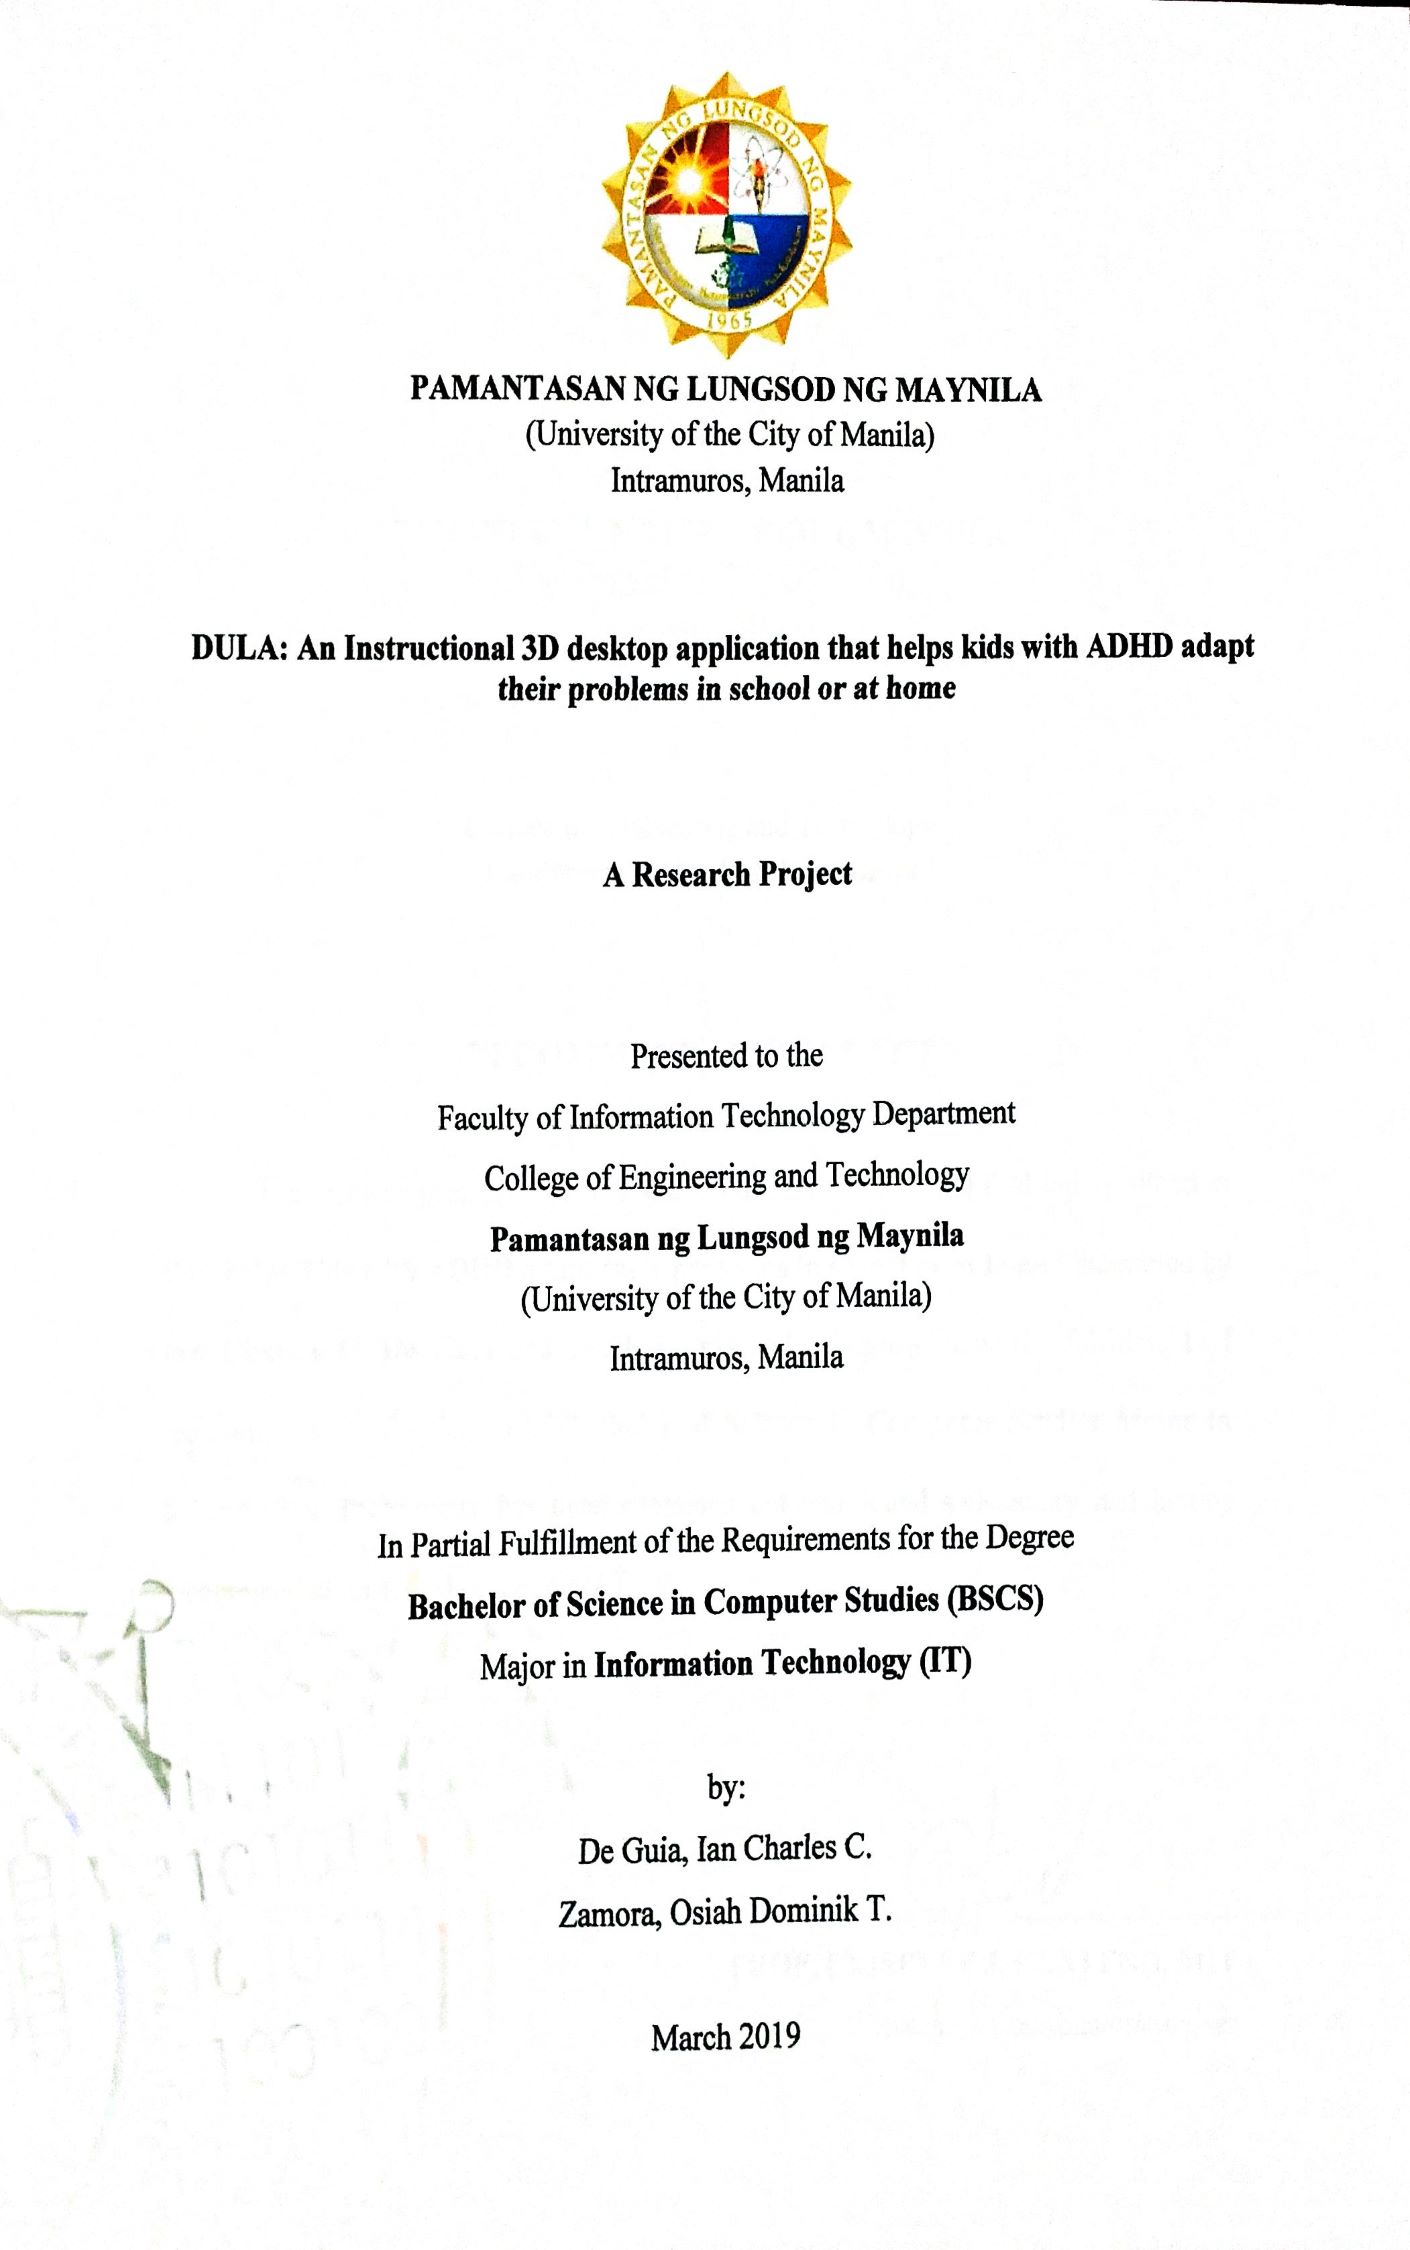 PAMANTASAN NG LUNGSOD NG MAYNILA
1965
PAMANTASAN NG LUNGSOD NG MAYNILA
(University of the City of Manila)
Intramuros, Manila
DULA: An Instructional 3D desktop application that helps kids with ADHD adapt
their problems in school or at home
A Research Project
Presented to the
Faculty of Information Technology Department
College of Engineering and Technology
Pamantasan ng Lungsod ng Maynila
(University of the City of Manila)
Intramuros, Manila
In Partial Fulfillment of the Requirements for the Degree
Bachelor of Science in Computer Studies (BSCS)
Major in Information Technology (IT)
by:
De Guia, Ian Charles C.
Zamora, Osiah Dominik T.
March 2019